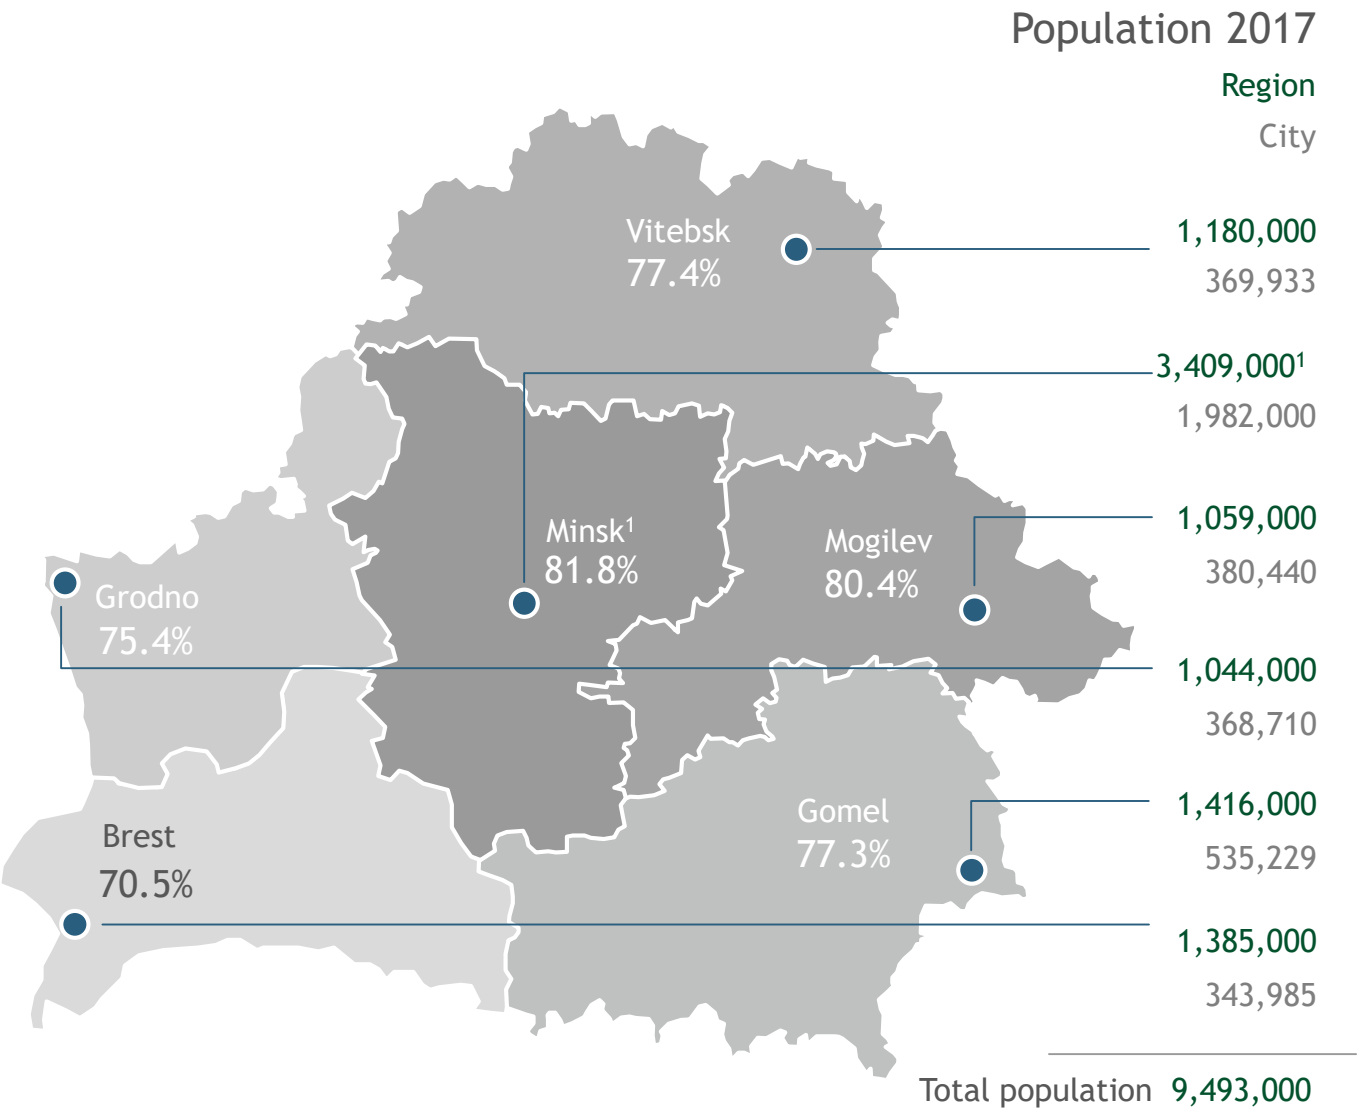 Population 2017
Region
City
Vitebsk
77.4%
1,180,000
369,933
3,409,000¹
1,982,000
Minsk¹
81.8%
Mogilev
80.4%
1,059,000
380,440
Grodno
75.4%
1,044,000
368,710
Gomel
77.3%
1,416,000
535,229
Brest
70.5%
1,385,000
343,985
Total population 9,493,000